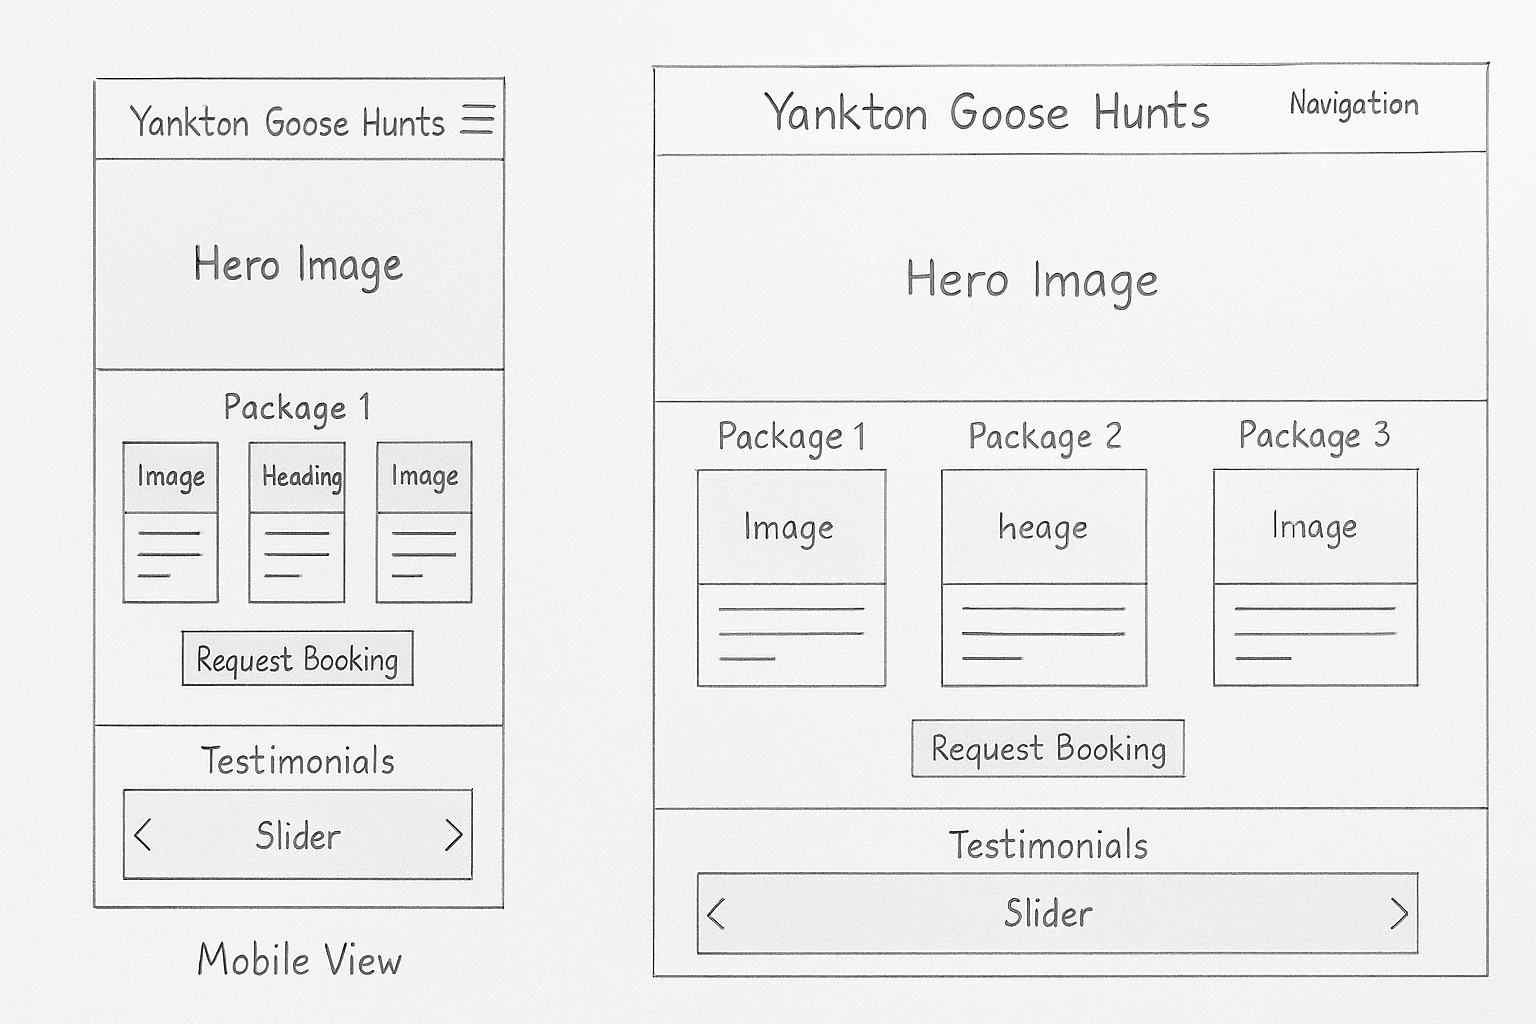 Yankton Goose Hunts
Hero Image
Package 1
Image
Heading
Image
Request Booking
Testimonials
Slider
Mobile View
Yankton Goose Hunts
Navigation
Hero Image
Package 1
Package 2
Package 3
Image
heage
Image
Request Booking
Testimonials
Slider